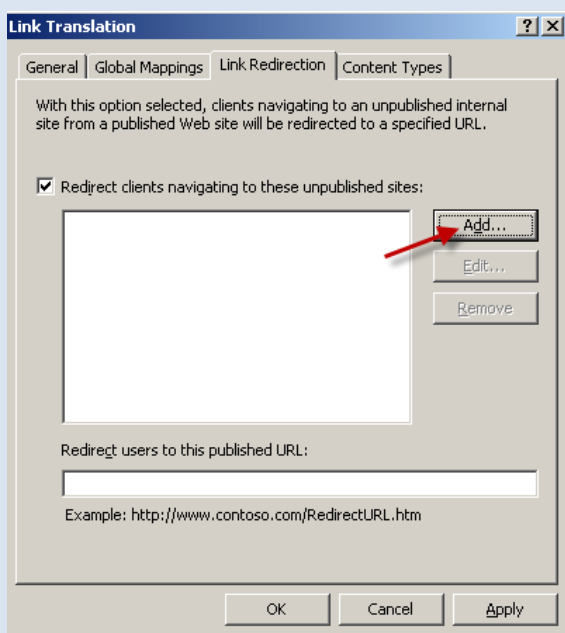 Link Translation
General Global Mappings Link Redirection Content Types
With this option selected, clients navigating to an unpublished internal
site from a published Web site will be redirected to a specified URL.
Redirect clients navigating to these unpublished sites:
Add...
Edit...
Remove
Redirect users to this published URL:
Example: http://www.contoso.com/RedirectURL.htm
OK Cancel Apply